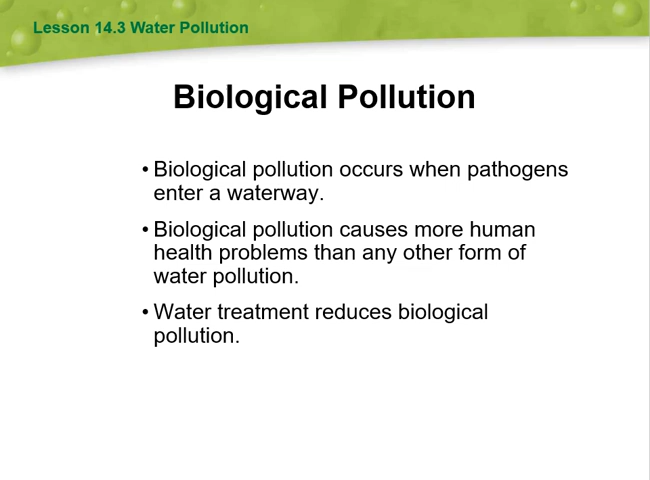 Lesson 14.3 Water Pollution
Biological Pollution
• Biological pollution occurs when pathogens
enter a waterway.
• Biological pollution causes more human
health problems than any other form of
water pollution.
• Water treatment reduces biological
pollution.